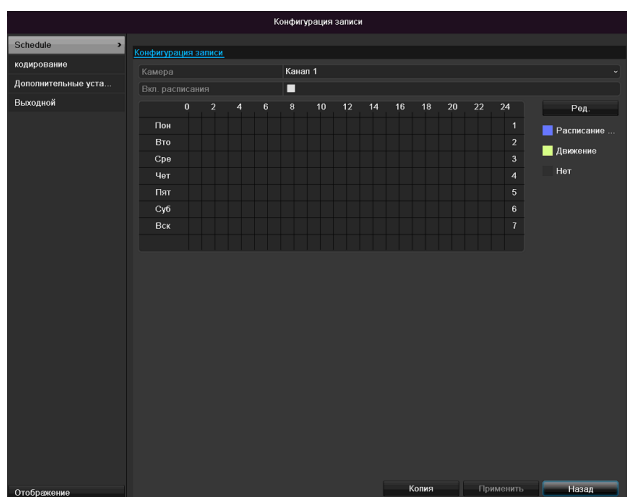 Конфигурация записи
Schedule
кодирование
Дополнительные уста...
Выходной
Отображение
Конфигурация записи
Камера Канал 1
Вкл. расписания
0 2 4 6 8 10 12 14 16 18 20 22 24
Пон 1
Вто 2
Сре 3
Чет 4
Пят 5
Суб 6
Вск 7
Ред.
Расписание ...
Движение
Нет
Копия Применить Назад